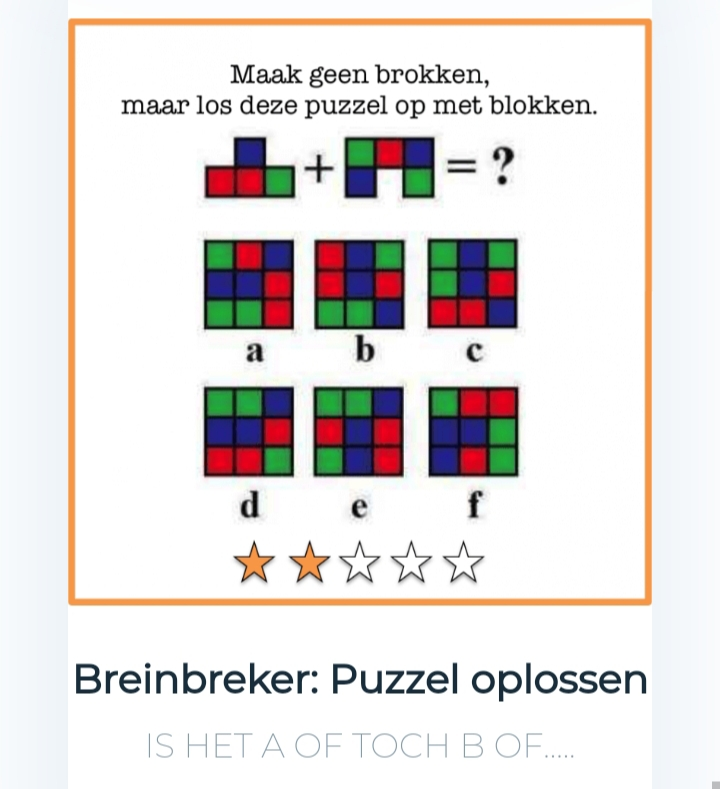 Maak geen brokken,
maar los deze puzzel op met blokken.
+ = ?
a b c
d e f
Breinbreker: Puzzel oplossen
IS HET A OF TOCH B OF.....